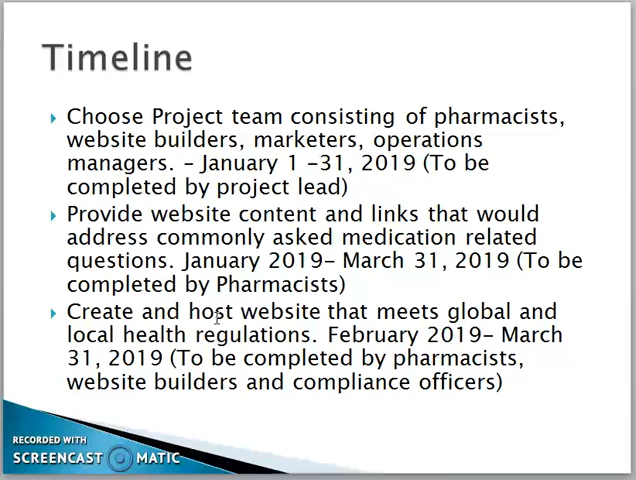 Timeline
Choose Project team consisting of pharmacists,
website builders, marketers, operations
managers. – January 1 –31, 2019 (To be
completed by project lead)
Provide website content and links that would
address commonly asked medication related
questions. January 2019– March 31, 2019 (To be
completed by Pharmacists)
Create and host website that meets global and
local health regulations. February 2019– March
31, 2019 (To be completed by pharmacists,
website builders and compliance officers)
RECORDED WITH
SCREENCAST MATIC